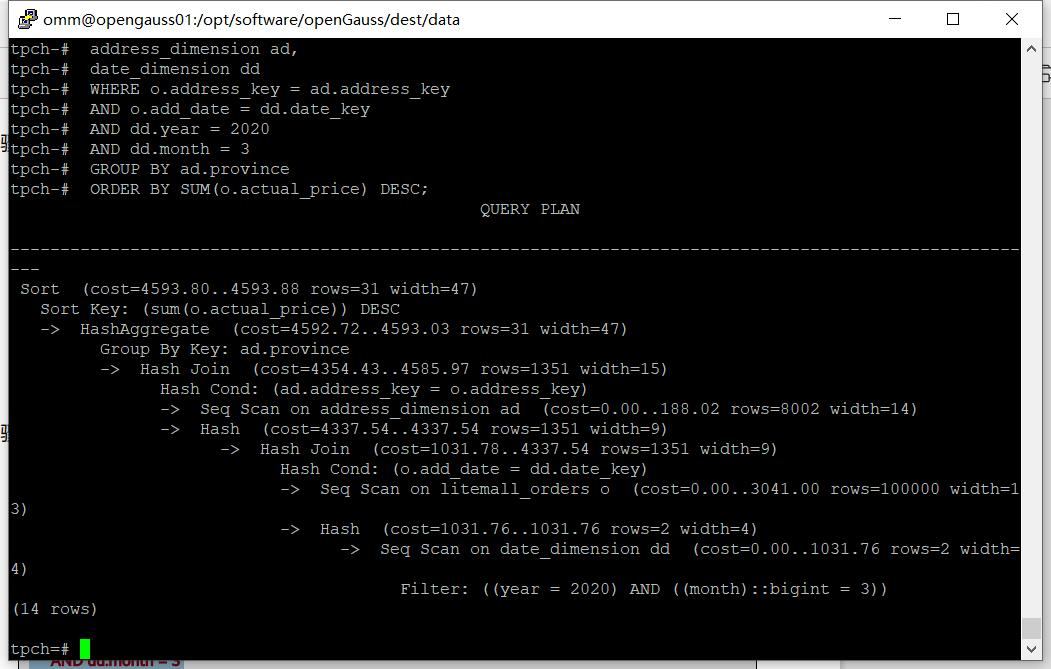 omm@opengauss01:/opt/software/openGauss/dest/data
tpch-#  address_dimension ad,
tpch-#  date_dimension dd
tpch-#  WHERE o.address_key = ad.address_key
tpch-#  AND o.add_date = dd.date_key
tpch-#  AND dd.year = 2020
tpch-#  AND dd.month = 3
tpch-#  GROUP BY ad.province
tpch-#  ORDER BY SUM(o.actual_price) DESC;
QUERY PLAN
-----------------------------------------------------------------------------------------------------
---
Sort  (cost=4593.80..4593.88 rows=31 width=47)
Sort Key: (sum(o.actual_price)) DESC
->  HashAggregate  (cost=4592.72..4593.03 rows=31 width=47)
Group By Key: ad.province
->  Hash Join  (cost=4354.43..4585.97 rows=1351 width=15)
Hash Cond: (ad.address_key = o.address_key)
->  Seq Scan on address_dimension ad  (cost=0.00..188.02 rows=8002 width=14)
->  Hash  (cost=4337.54..4337.54 rows=1351 width=9)
->  Hash Join  (cost=1031.78..4337.54 rows=1351 width=9)
Hash Cond: (o.add_date = dd.date_key)
->  Seq Scan on litemall_orders o  (cost=0.00..3041.00 rows=100000 width=1
3)
->  Hash  (cost=1031.76..1031.76 rows=2 width=4)
->  Seq Scan on date_dimension dd  (cost=0.00..1031.76 rows=2 width=
4)
Filter: ((year = 2020) AND ((month)::bigint = 3))
(14 rows)
tpch=#
AND dd.month = 3